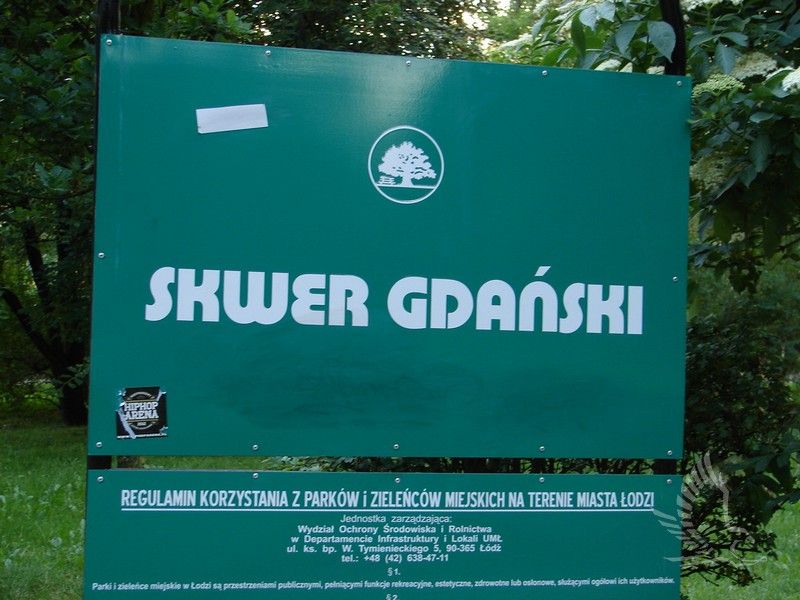 SKWER GDAŃSKI
HIPHOP
ARENA
REGULAMIN KORZYSTANIA Z PARKÓW i ZIELEŃCÓW MIEJSKICH NA TERENIE MIASTA ŁODZI
Jednostka zarządzająca:
Wydział Ochrony Środowiska i Rolnictwa
w Departamencie Infrastruktury i Lokali UMŁ
ul. ks. bp. W. Tymienieckiego 5, 90-365 Łódź
tel.: +48 (42) 638-47-11
§ 1.
Parki i zieleńce miejskie w Łodzi są przestrzeniami publicznymi, pełniącymi funkcje rekreacyjne, estetyczne, zdrowotne lub osłonowe, służącymi ogółowi ich użytkowników.
§ 2.